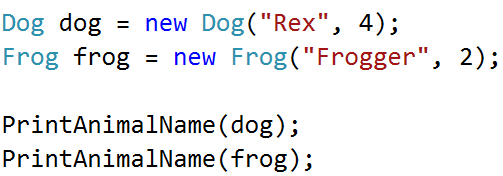 Dog dog = new Dog("Rex", 4);
Frog frog = new Frog("Frogger", 2);
PrintAnimalName(dog);
PrintAnimalName(frog);